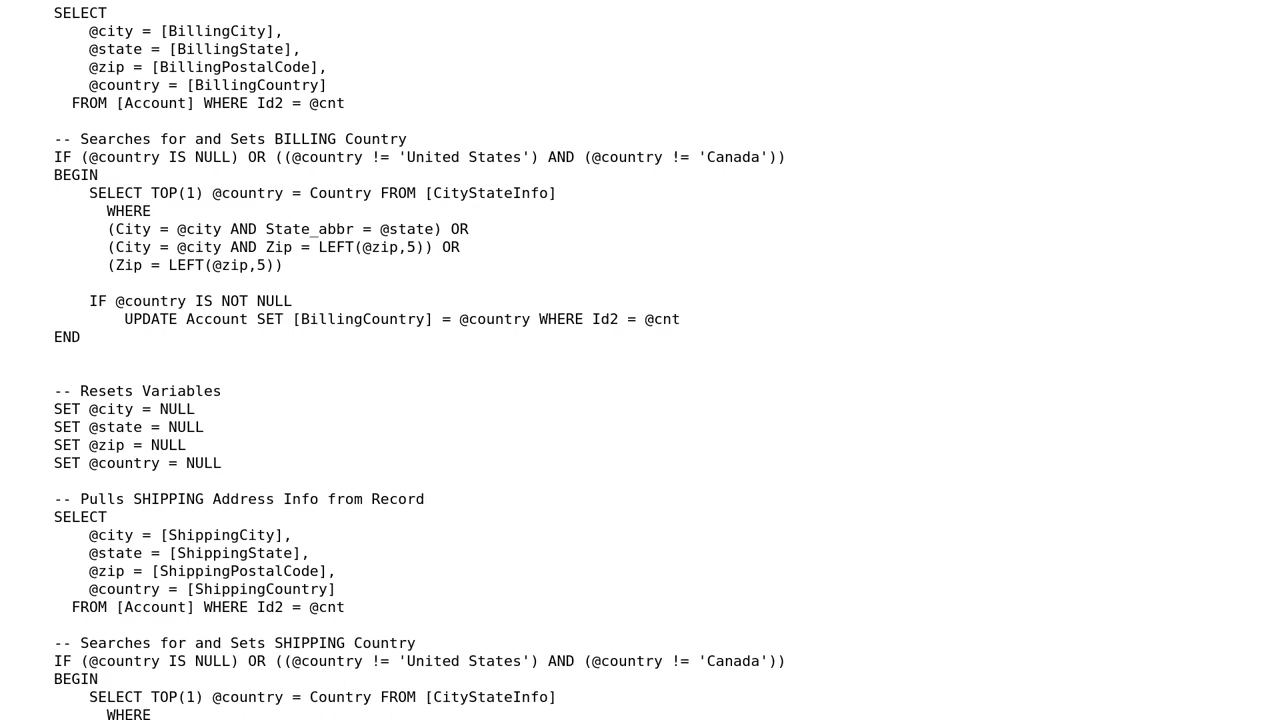 SELECT
    @city = [BillingCity],
    @state = [BillingState],
    @zip = [BillingPostalCode],
    @country = [BillingCountry]
  FROM [Account] WHERE Id2 = @cnt

-- Searches for and Sets BILLING Country
IF (@country IS NULL) OR ((@country != 'United States') AND (@country != 'Canada'))
BEGIN
    SELECT TOP(1) @country = Country FROM [CityStateInfo]
      WHERE
      (City = @city AND State_abbr = @state) OR
      (City = @city AND Zip = LEFT(@zip,5)) OR
      (Zip = LEFT(@zip,5))

    IF @country IS NOT NULL
        UPDATE Account SET [BillingCountry] = @country WHERE Id2 = @cnt
END


-- Resets Variables
SET @city = NULL
SET @state = NULL
SET @zip = NULL
SET @country = NULL

-- Pulls SHIPPING Address Info from Record
SELECT
    @city = [ShippingCity],
    @state = [ShippingState],
    @zip = [ShippingPostalCode],
    @country = [ShippingCountry]
  FROM [Account] WHERE Id2 = @cnt

-- Searches for and Sets SHIPPING Country
IF (@country IS NULL) OR ((@country != 'United States') AND (@country != 'Canada'))
BEGIN
    SELECT TOP(1) @country = Country FROM [CityStateInfo]
      WHERE